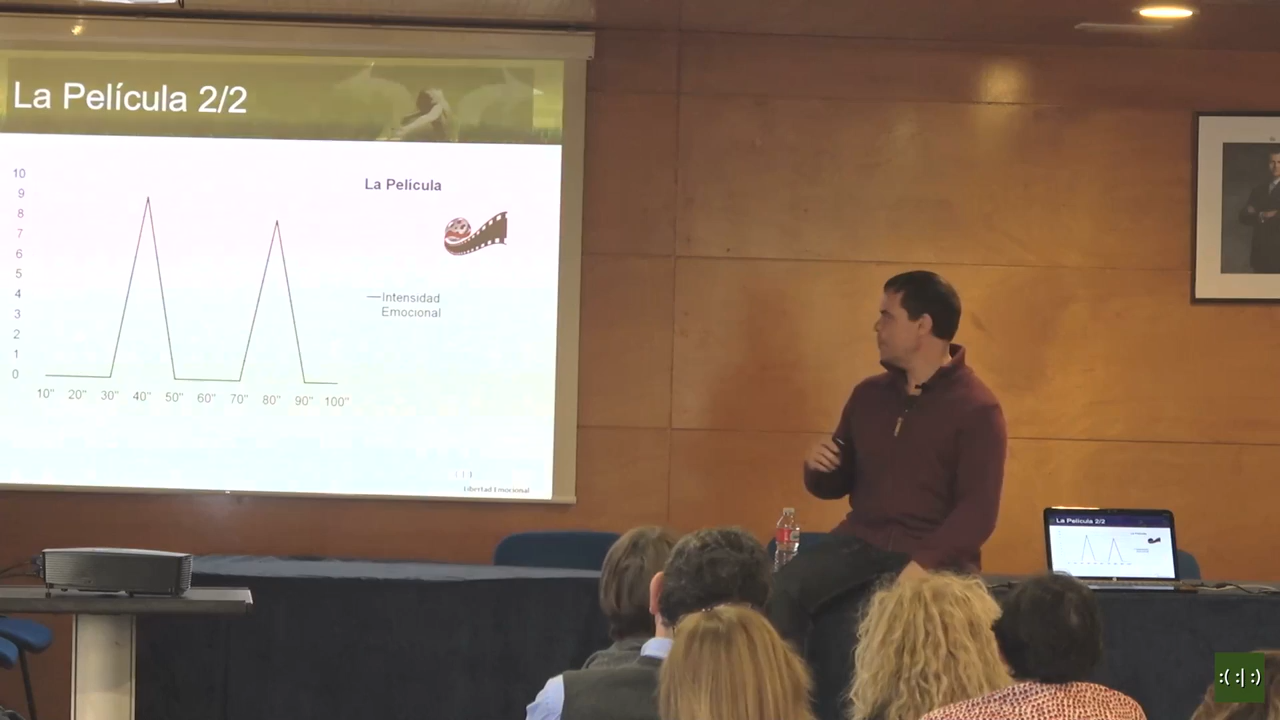 La Película 2/2
10
9
8
7
6
5
4
3
2
1
0
10" 20" 30" 40" 50" 60" 70" 80" 90" 100"
La Película
Intensidad
Emocional
Libertad Emocional
La Película 2/2
:( :| :)